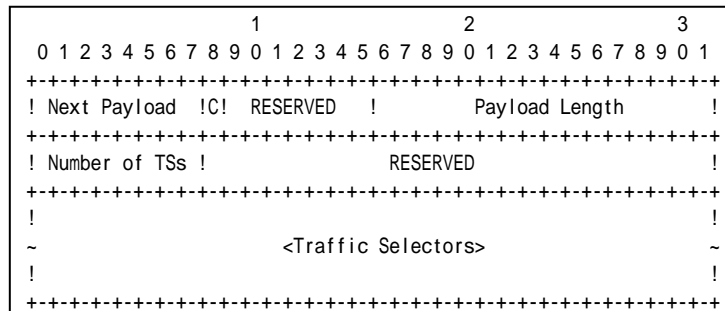 1                   2                   3
 0 1 2 3 4 5 6 7 8 9 0 1 2 3 4 5 6 7 8 9 0 1 2 3 4 5 6 7 8 9 0 1
+-+-+-+-+-+-+-+-+-+-+-+-+-+-+-+-+-+-+-+-+-+-+-+-+-+-+-+-+-+-+-+-+
! Next Payload  !C!  RESERVED   !         Payload Length        !
+-+-+-+-+-+-+-+-+-+-+-+-+-+-+-+-+-+-+-+-+-+-+-+-+-+-+-+-+-+-+-+-+
! Number of TSs !                 RESERVED                      !
+-+-+-+-+-+-+-+-+-+-+-+-+-+-+-+-+-+-+-+-+-+-+-+-+-+-+-+-+-+-+-+-+
!                                                               !
~                       <Traffic Selectors>                     ~
!                                                               !
+-+-+-+-+-+-+-+-+-+-+-+-+-+-+-+-+-+-+-+-+-+-+-+-+-+-+-+-+-+-+-+-+